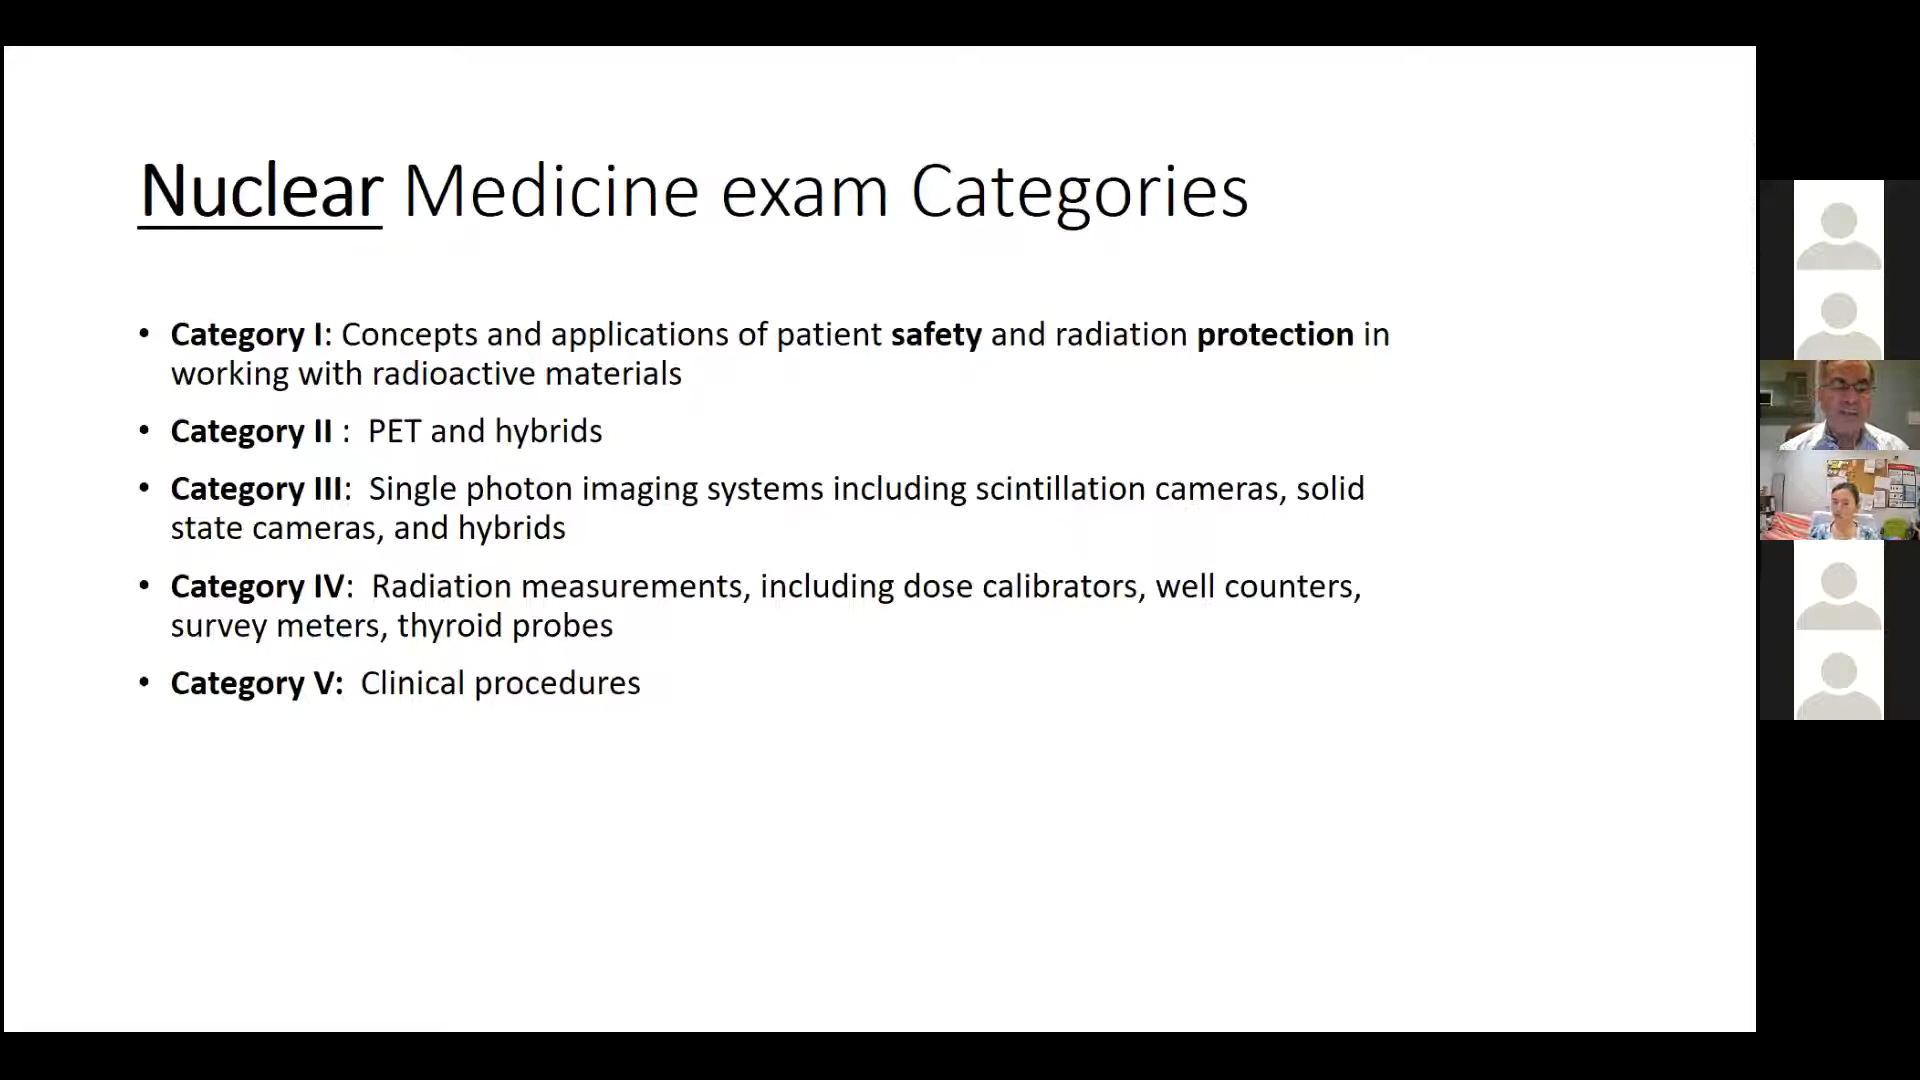 Nuclear Medicine exam Categories
• Category I: Concepts and applications of patient safety and radiation protection in
working with radioactive materials
• Category II :  PET and hybrids
• Category III:  Single photon imaging systems including scintillation cameras, solid
state cameras, and hybrids
• Category IV:  Radiation measurements, including dose calibrators, well counters,
survey meters, thyroid probes
• Category V:  Clinical procedures